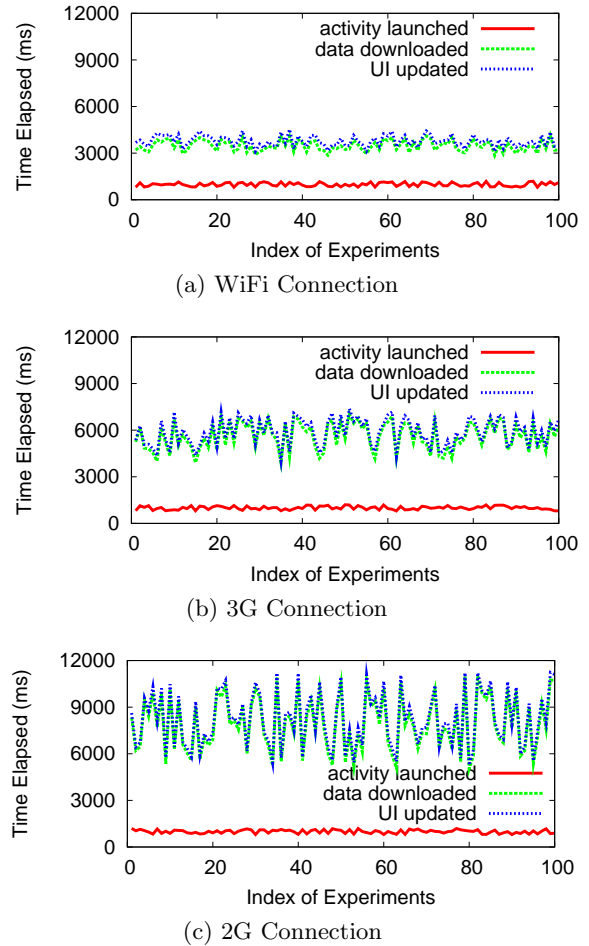 12000
9000
6000
3000
0
Time Elapsed (ms)
activity launched
data downloaded
UI updated
0 20 40 60 80 100
Index of Experiments
(a) WiFi Connection
12000
9000
6000
3000
0
Time Elapsed (ms)
activity launched
data downloaded
UI updated
0 20 40 60 80 100
Index of Experiments
(b) 3G Connection
12000
9000
6000
3000
0
Time Elapsed (ms)
activity launched
data downloaded
UI updated
0 20 40 60 80 100
Index of Experiments
(c) 2G Connection